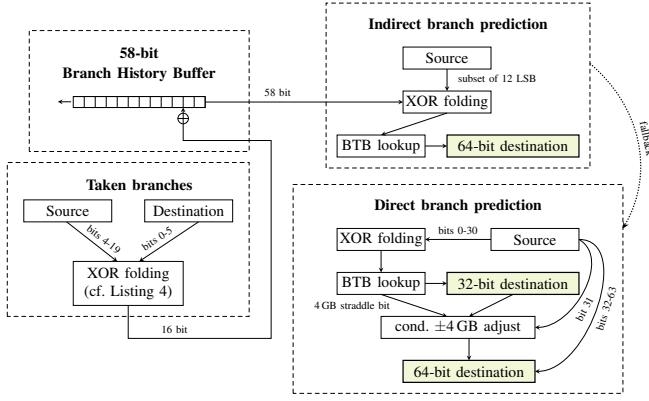 58-bit
Branch History Buffer
58 bit
Taken branches
Source
Destination
bits 4-19
bits 0-5
XOR folding
(cf. Listing 4)
16 bit
Indirect branch prediction
Source
subset of 12 LSB
XOR folding
BTB lookup
64-bit destination
fallback
Direct branch prediction
XOR folding
bits 0-30
Source
BTB lookup
32-bit destination
4 GB straddle bit
cond. ±4 GB adjust
bit 31
bits 32-63
64-bit destination